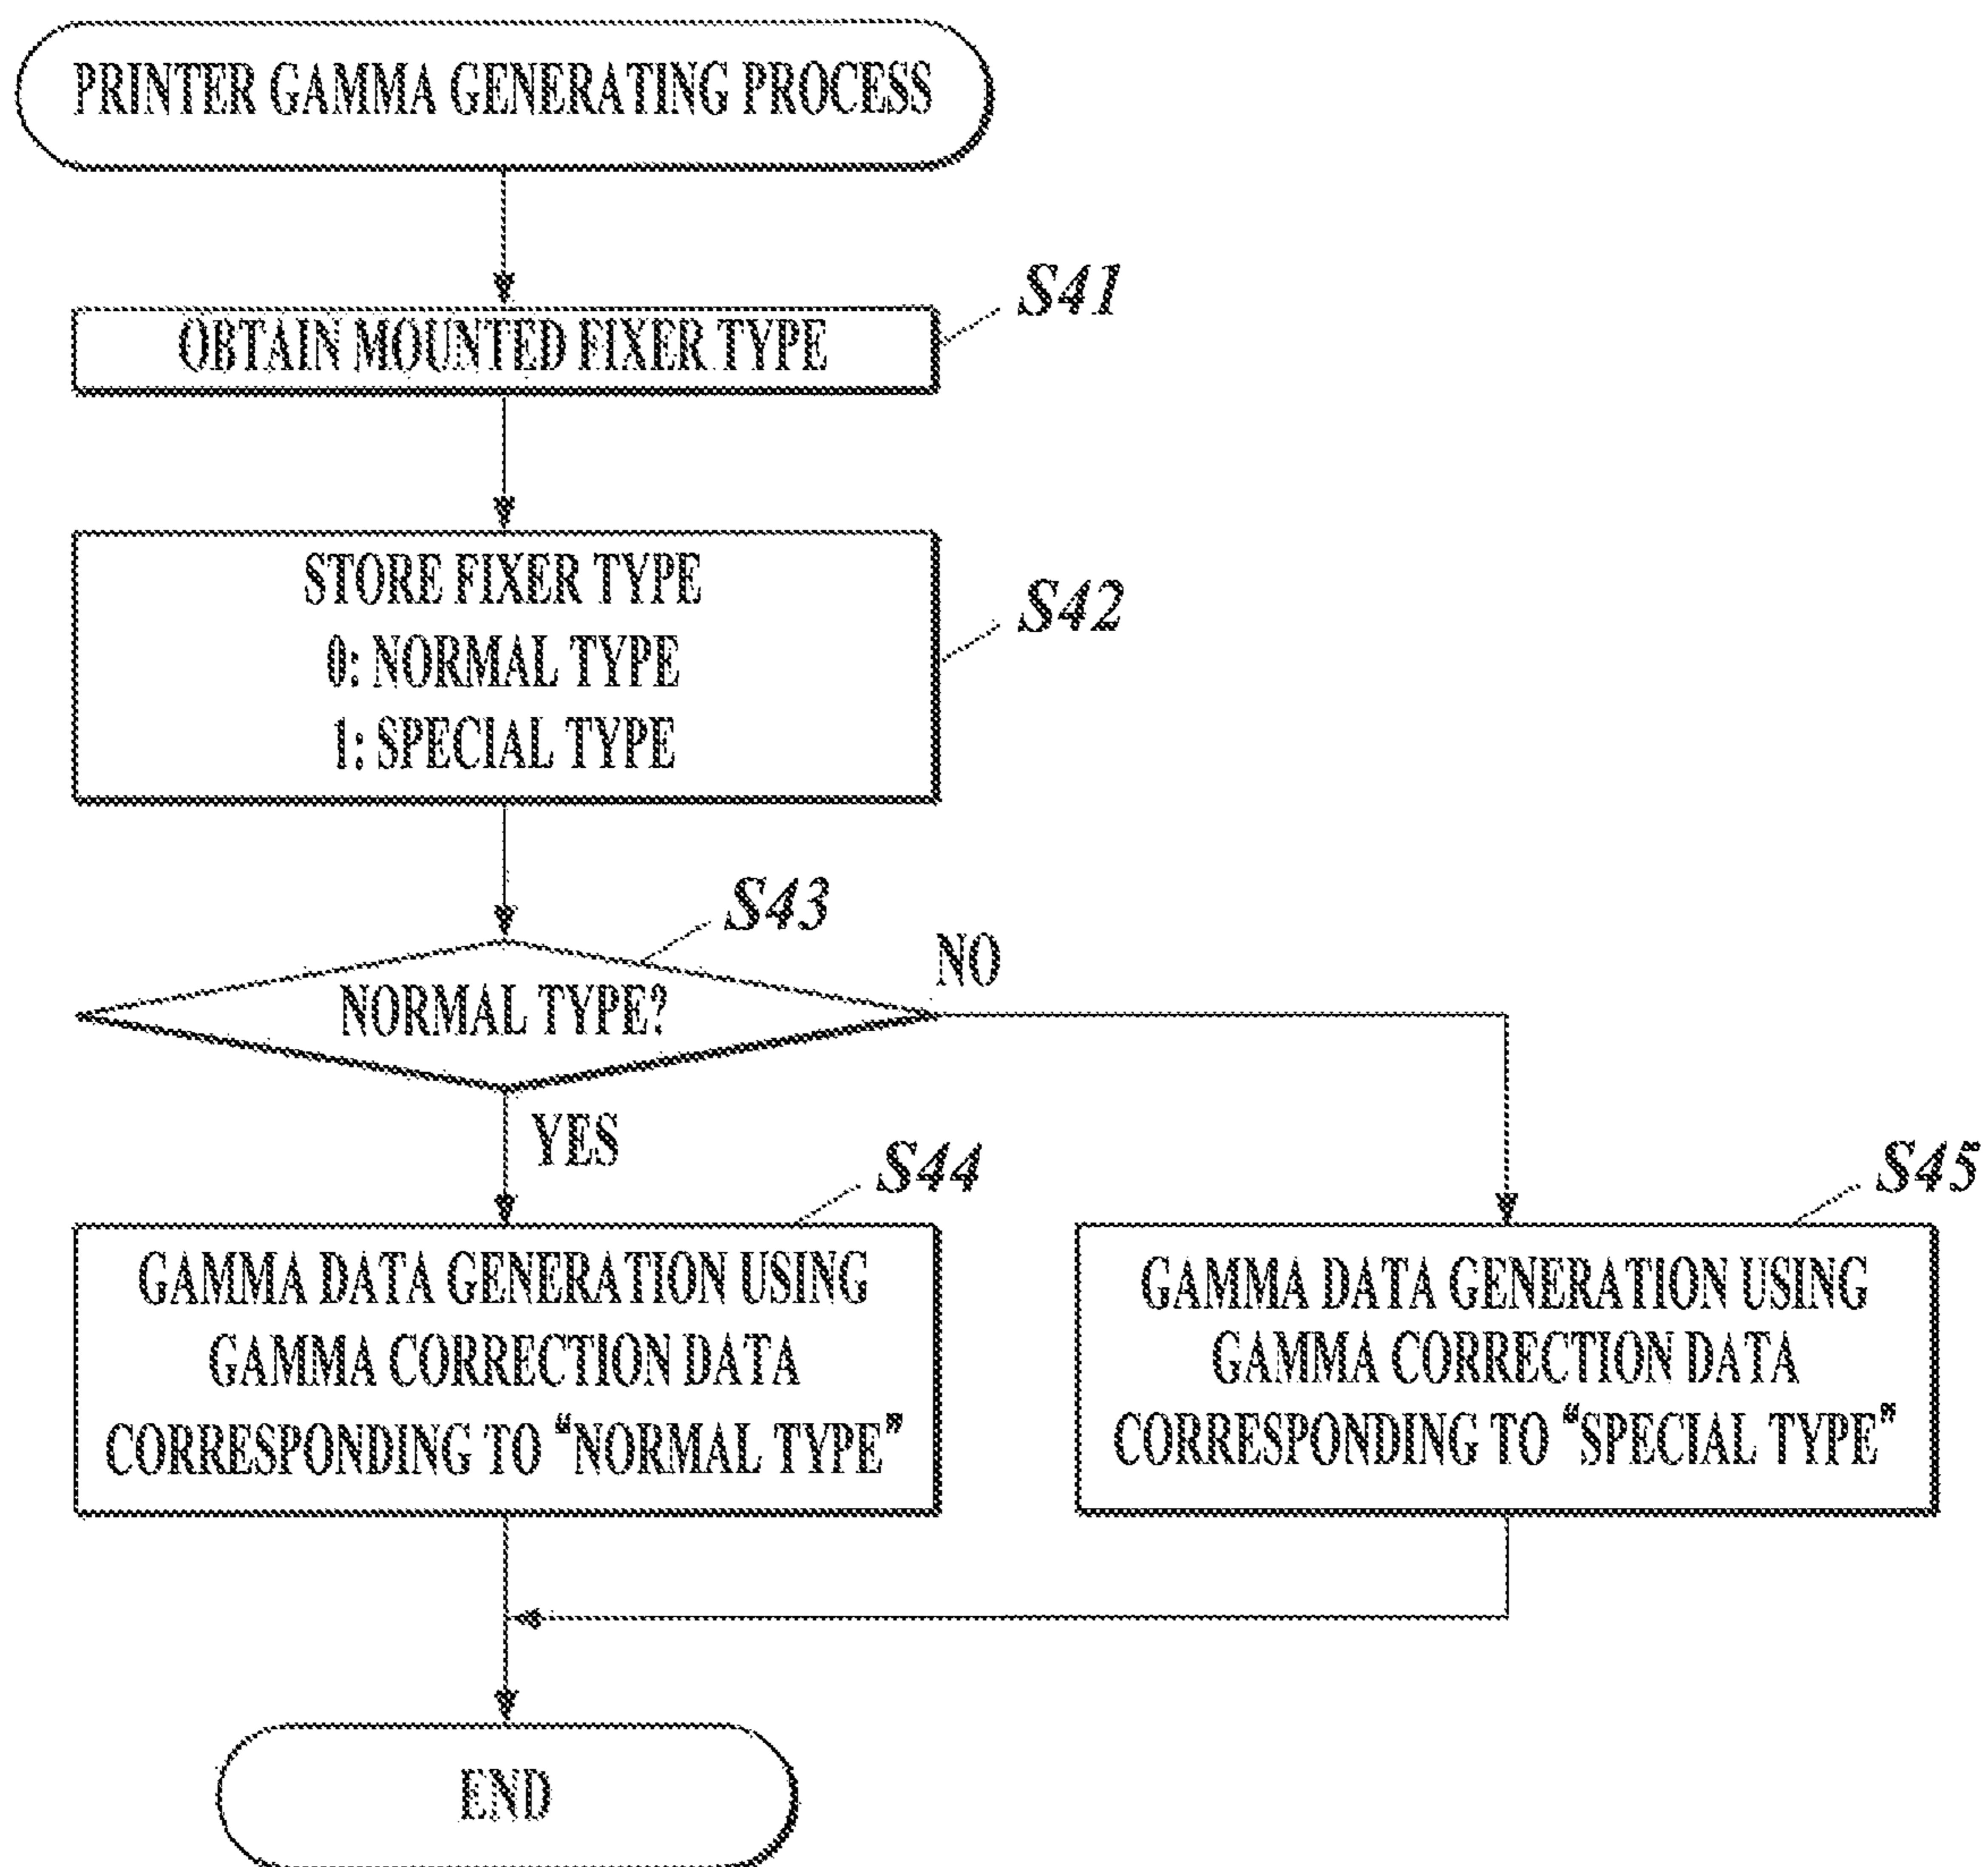 PRINTER GAMMA GENERATING PROCESS
S41
OBTAIN MOUNTED FIXER TYPE
STORE FIXER TYPE
0: NORMAL TYPE
1: SPECIAL TYPE
S42
S43
NORMAL TYPE?
NO
YES
S44
GAMMA DATA GENERATION USING
GAMMA CORRECTION DATA
CORRESPONDING TO “NORMAL TYPE”
S45
GAMMA DATA GENERATION USING
GAMMA CORRECTION DATA
CORRESPONDING TO “SPECIAL TYPE”
END